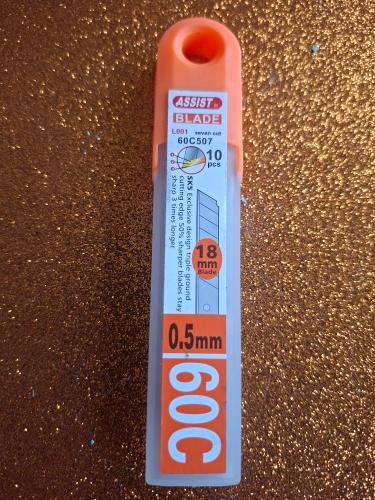 ASSIST®
BLADE
L001 seven cut
60C507
10
pcs
SK5 Exclusive design triple ground
cutting edge 50% sharper blades stay
sharp 3 times longer
18
mm
Blade
0.5mm
60C